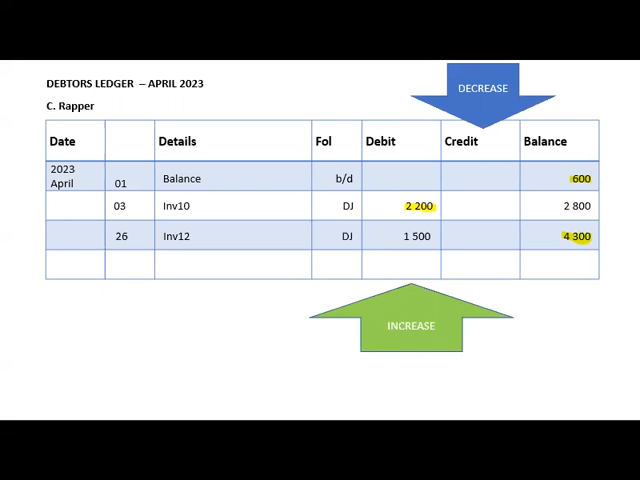 DEBTORS LEDGER – APRIL 2023
DECREASE
C. Rapper
Date Details Fol Debit Credit Balance
2023
April 01 Balance b/d 600
03 Inv10 DJ 2 200 2 800
26 Inv12 DJ 1 500 4 300
INCREASE